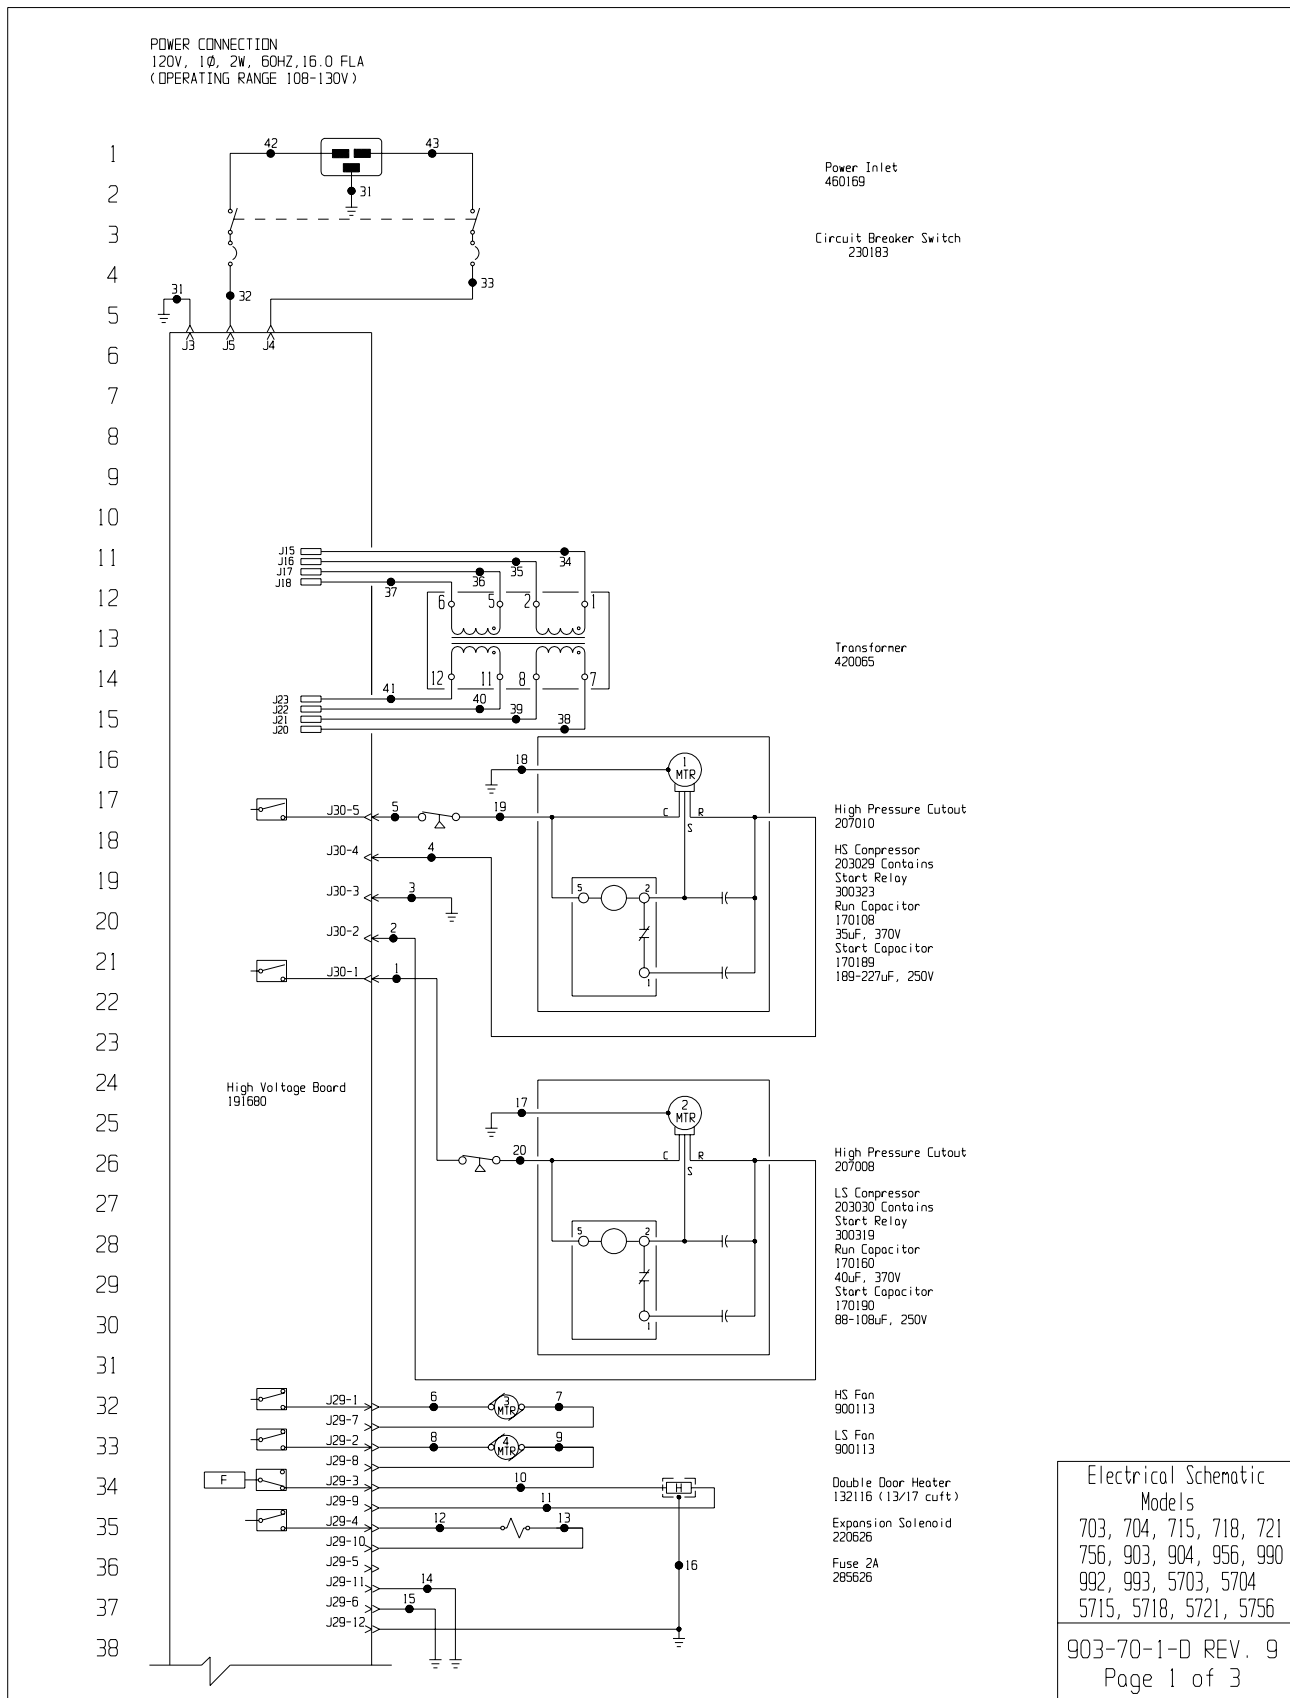 POWER CONNECTION
120V, 1Ø, 2W, 60HZ,16.0 FLA
(OPERATING RANGE 108-130V)
1
42
43
Power Inlet
460169
2
31
3
Circuit Breaker Switch
230183
4
31
32
33
5
J3
J5
J4
6
7
8
9
10
11
J15
J16
J17
J18
34
35
36
37
12
6
5
2
1
13
Transformer
420065
14
12
11
8
7
41
40
39
38
J23
J22
J21
J20
15
16
18
1
MTR
17
J30-5
5
19
C
S
R
High Pressure Cutout
207010
18
J30-4
4
HS Compressor
203029 Contains
Start Relay
300323
Run Capacitor
170108
35uF, 370V
Start Capacitor
170189
189-227uF, 250V
19
J30-3
3
5
2
20
J30-2
2
21
J30-1
1
1
22
23
24
High Voltage Board
191680
25
17
2
MTR
26
20
C
S
R
High Pressure Cutout
207008
27
LS Compressor
203030 Contains
Start Relay
300319
Run Capacitor
170160
40uF, 370V
Start Capacitor
170190
88-108uF, 250V
28
5
2
29
30
1
31
32
J29-1
6
3
MTR
7
HS Fan
900113
J29-7
33
J29-2
8
4
MTR
9
LS Fan
900113
J29-8
34
F
J29-3
10
H
Double Door Heater
132116 (13/17 cuft)
J29-9
11
35
J29-4
12
13
Expansion Solenoid
220626
J29-10
36
J29-5
16
Fuse 2A
285626
J29-11
14
37
J29-6
15
J29-12
38
Electrical Schematic
Models
703, 704, 715, 718, 721
756, 903, 904, 956, 990
992, 993, 5703, 5704
5715, 5718, 5721, 5756
903-70-1-D REV. 9
Page 1 of 3